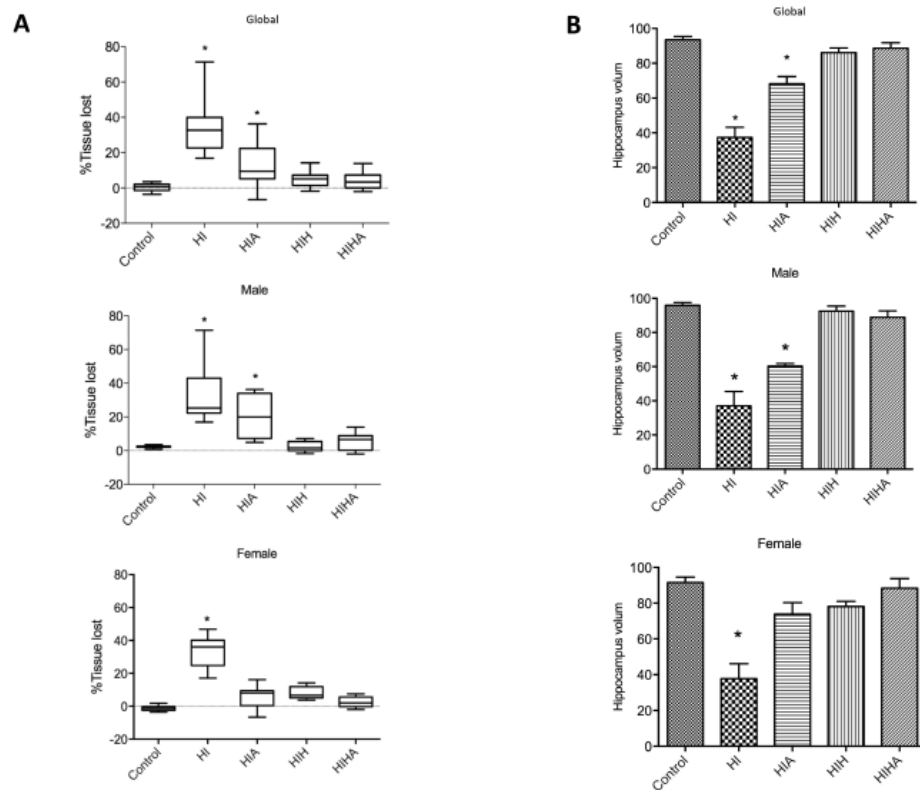 A
Global
%Tissue lost
80
60
40
20
0
-20
Control
HI
HIA
HIH
HIHA
*
*
Male
%Tissue lost
80
60
40
20
0
-20
Control
HI
HIA
HIH
HIHA
*
*
Female
%Tissue lost
80
60
40
20
0
-20
Control
HI
HIA
HIH
HIHA
*
B
Global
Hippocampus volum
100
80
60
40
20
0
Control
HI
HIA
HIH
HIHA
*
*
Male
Hippocampus volum
100
80
60
40
20
0
Control
HI
HIA
HIH
HIHA
*
*
Female
Hippocampus volum
100
80
60
40
20
0
Control
HI
HIA
HIH
HIHA
*